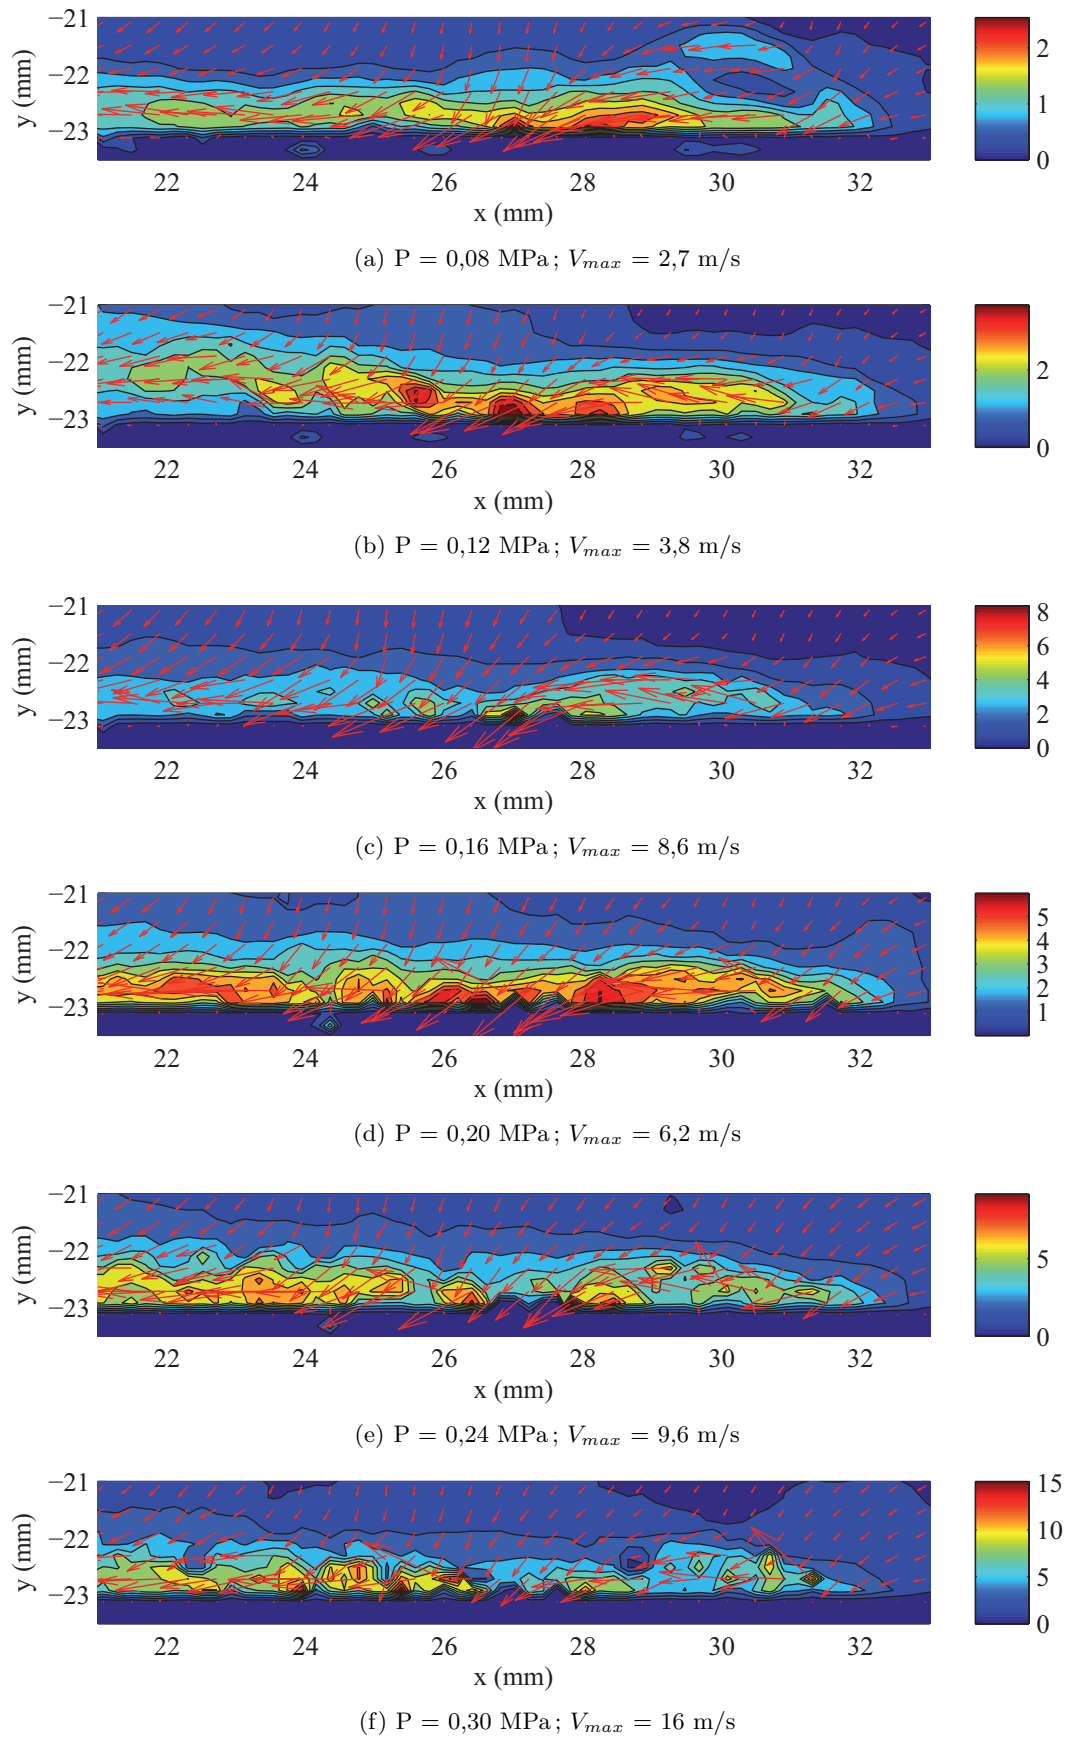 −21
−22
−23
y (mm)
22 24 26 28 30 32
x (mm)
2
1
0
(a) P = 0,08 MPa ; Vmax = 2,7 m/s
−21
−22
−23
y (mm)
22 24 26 28 30 32
x (mm)
2
0
(b) P = 0,12 MPa ; Vmax = 3,8 m/s
−21
−22
−23
y (mm)
22 24 26 28 30 32
x (mm)
8
6
4
2
0
(c) P = 0,16 MPa ; Vmax = 8,6 m/s
−21
−22
−23
y (mm)
22 24 26 28 30 32
x (mm)
5
4
3
2
1
(d) P = 0,20 MPa ; Vmax = 6,2 m/s
−21
−22
−23
y (mm)
22 24 26 28 30 32
x (mm)
5
0
(e) P = 0,24 MPa ; Vmax = 9,6 m/s
−21
−22
−23
y (mm)
22 24 26 28 30 32
x (mm)
15
10
5
0
(f) P = 0,30 MPa ; Vmax = 16 m/s